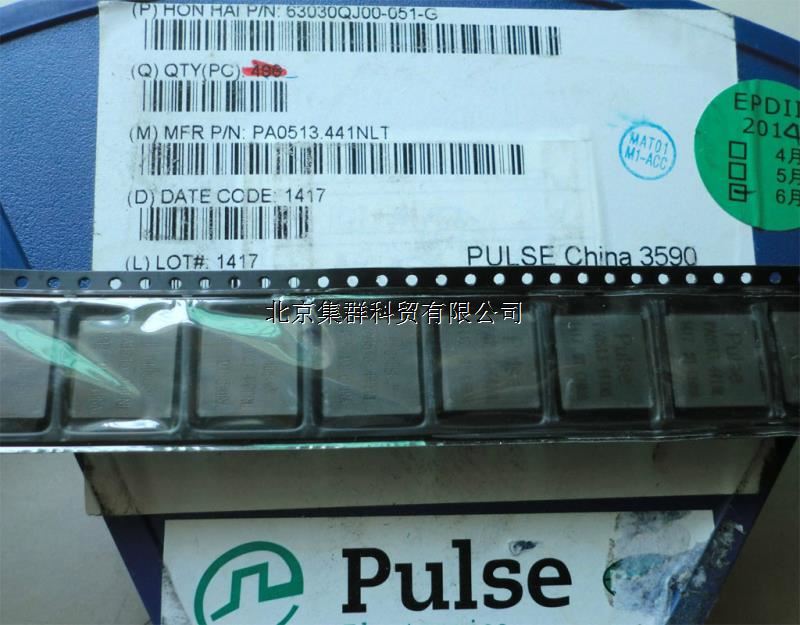 (P) HON HAI P/N: 63030QJ00-051-G
(Q) QTY(PC):
(M) MFR P/N: PA0513.441NLT
(D) DATE CODE: 1417
(L) LOT#: 1417
PULSE China 3590
MAT01
M1-ACC
EPDII
2014
4月
5月
6月
北京集群科贸有限公司
Pulse
Pulse
Pulse